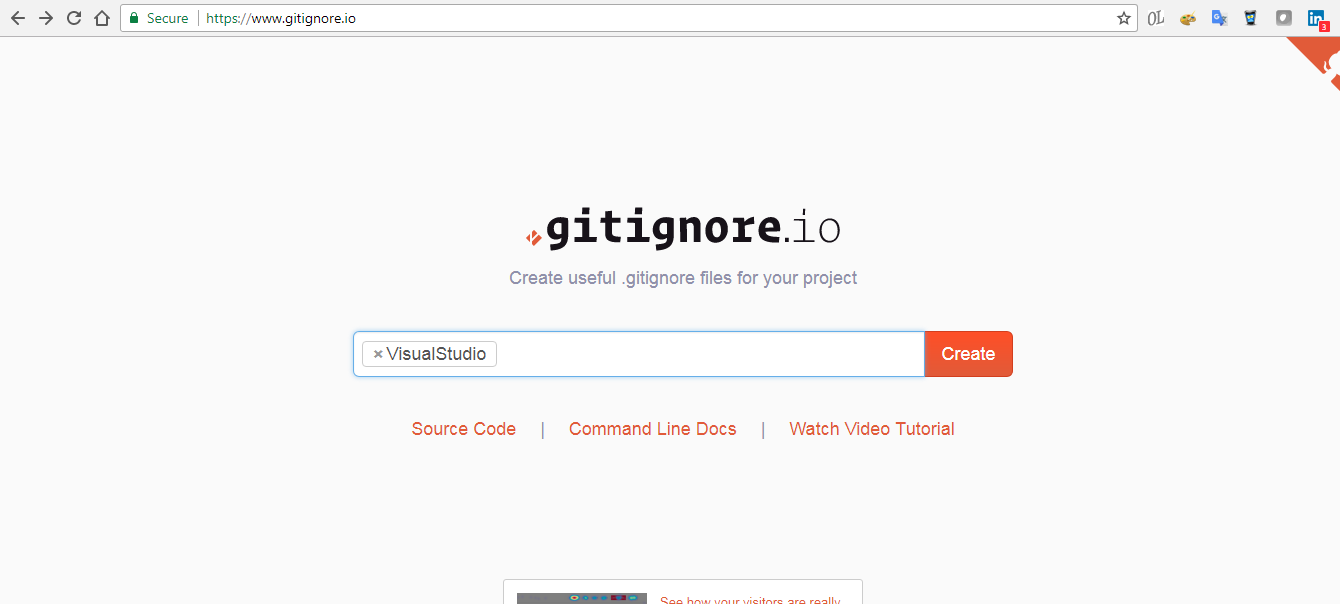 Secure | https://www.gitignore.io
OL
3
.gitignore.io
Create useful .gitignore files for your project
× VisualStudio
Create
Source Code | Command Line Docs | Watch Video Tutorial
See how your visitors are really